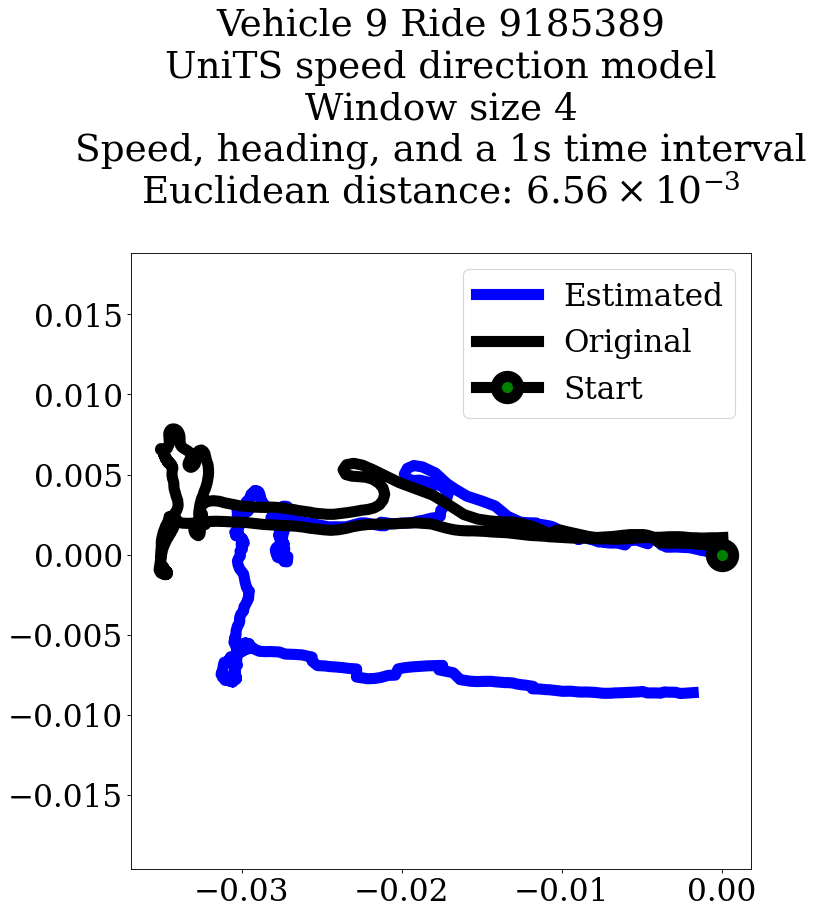 Vehicle 9 Ride 9185389
UniTS speed direction model
Window size 4
Speed, heading, and a 1s time interval
Euclidean distance: 6.56 × 10⁻³
Estimated
Original
Start
0.015
0.010
0.005
0.000
−0.005
−0.010
−0.015
−0.03 −0.02 −0.01 0.00